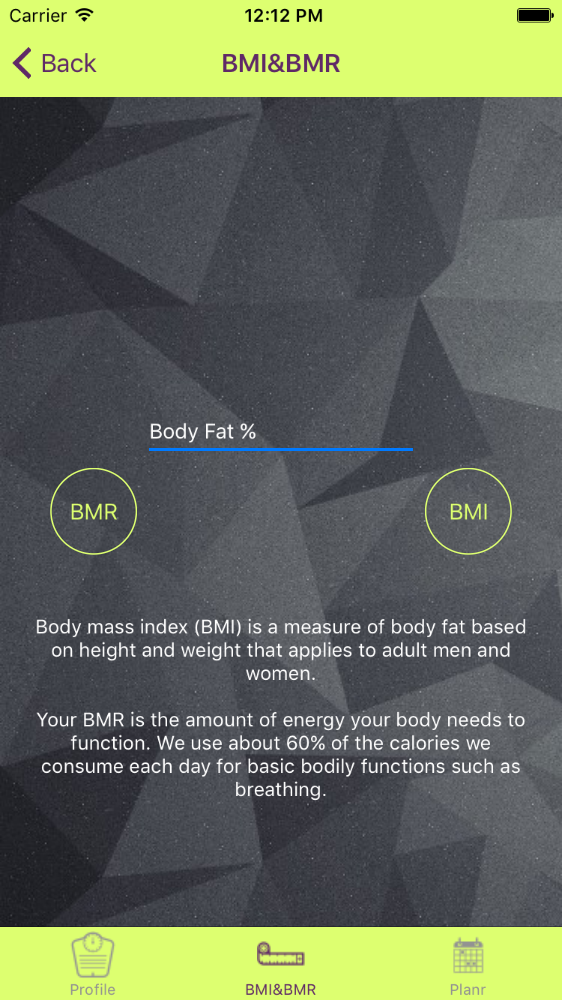 Carrier 12:12 PM
Back BMI&BMR
Body Fat %
BMR BMI
Body mass index (BMI) is a measure of body fat based
on height and weight that applies to adult men and
women.
Your BMR is the amount of energy your body needs to
function. We use about 60% of the calories we
consume each day for basic bodily functions such as
breathing.
Profile BMI&BMR Planr